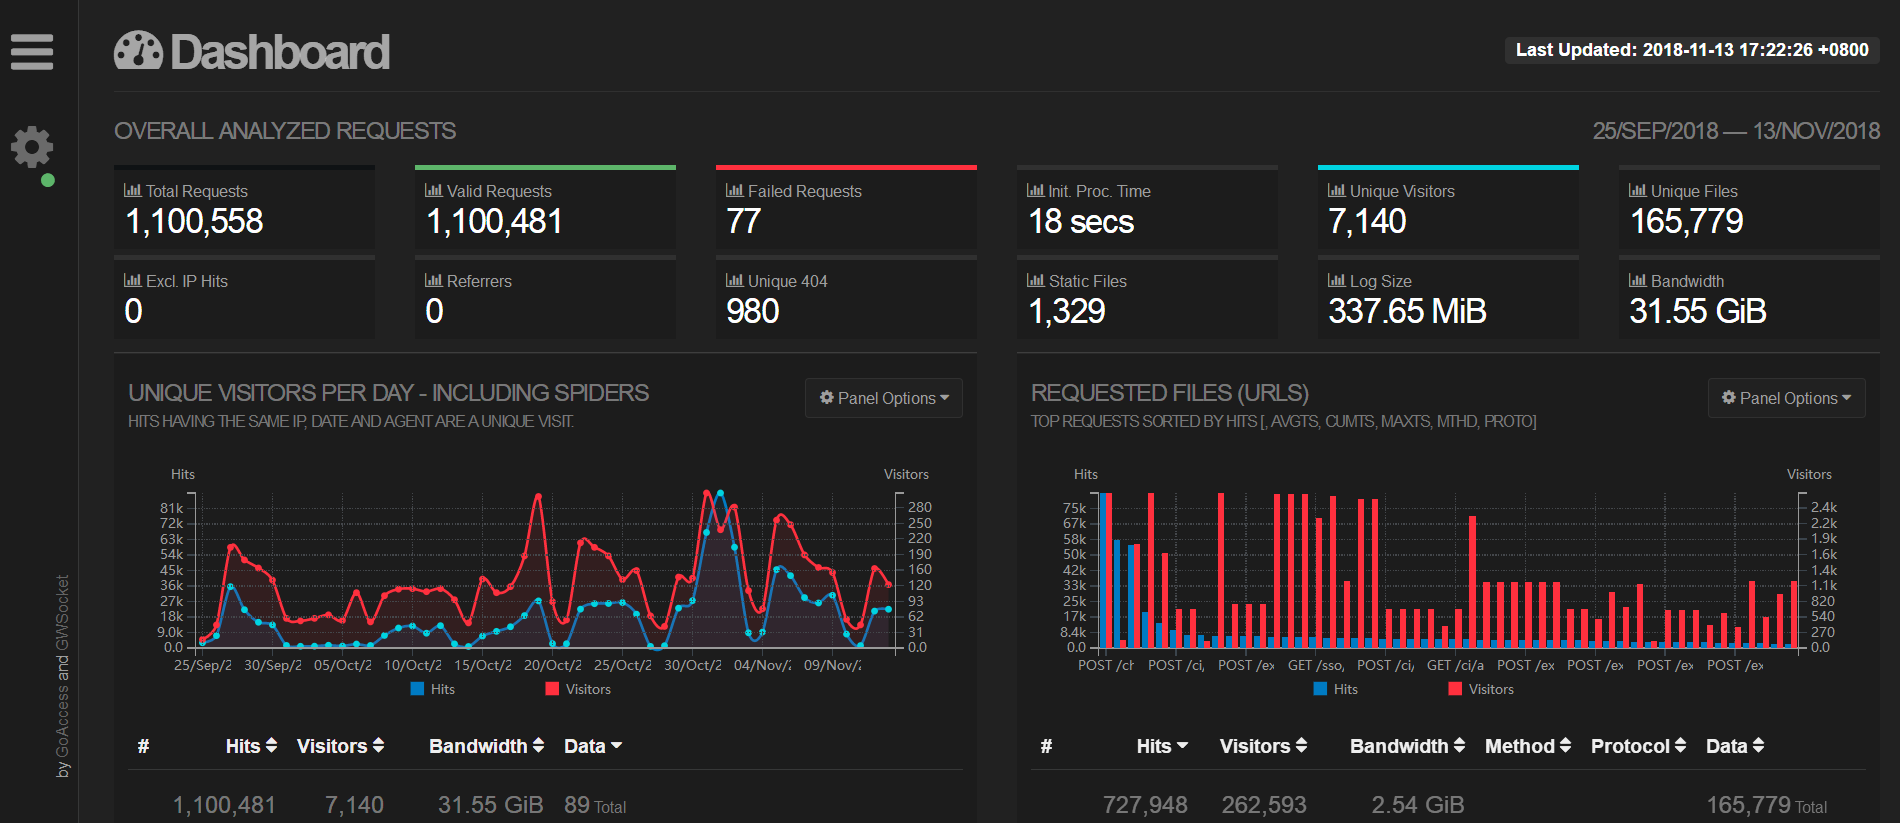 Dashboard
Last Updated: 2018-11-13 17:22:26 +0800
OVERALL ANALYZED REQUESTS
25/SEP/2018 — 13/NOV/2018
Total Requests
1,100,558
Valid Requests
1,100,481
Failed Requests
77
Init. Proc. Time
18 secs
Unique Visitors
7,140
Unique Files
165,779
Excl. IP Hits
0
Referrers
0
Unique 404
980
Static Files
1,329
Log Size
337.65 MiB
Bandwidth
31.55 GiB
UNIQUE VISITORS PER DAY - INCLUDING SPIDERS
HITS HAVING THE SAME IP, DATE AND AGENT ARE A UNIQUE VISIT.
Panel Options
Hits
Visitors
81k
72k
63k
54k
45k
36k
27k
18k
9.0k
0.0
280
250
220
190
160
120
93
62
31
0.0
25/Sep/2 30/Sep/2 05/Oct/2 10/Oct/2 15/Oct/2 20/Oct/2 25/Oct/2 30/Oct/2 04/Nov/2 09/Nov/2
Hits Visitors
# Hits Visitors Bandwidth Data
1,100,481 7,140 31.55 GiB 89 Total
REQUESTED FILES (URLS)
TOP REQUESTS SORTED BY HITS [, AVGTS, CUMTS, MAXTS, MTHD, PROTO]
Panel Options
Hits
Visitors
75k
67k
58k
50k
42k
33k
25k
17k
8.4k
0.0
2.4k
2.2k
1.9k
1.6k
1.4k
1.1k
820
540
270
0.0
POST /ch POST /ci, POST /ex GET /sso, POST /ci, GET /ci/a POST /ex POST /ex POST /ex POST /ex
Hits Visitors
# Hits Visitors Bandwidth Method Protocol Data
727,948 262,593 2.54 GiB 165,779 Total
by GoAccess and GWSocket